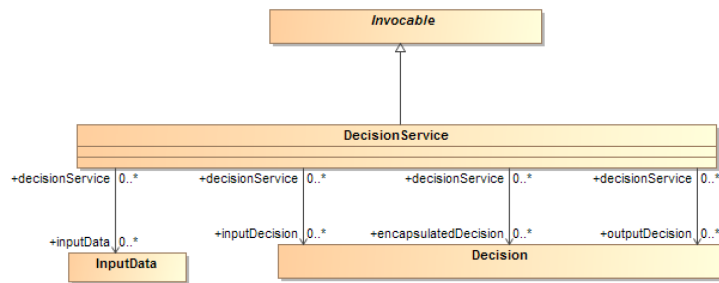 Invocable
DecisionService
+decisionService 0..* +decisionService 0..* +decisionService 0..* +decisionService 0..*
+inputData 0..* +inputDecision 0..* +encapsulatedDecision 0..* +outputDecision 0..*
InputData Decision